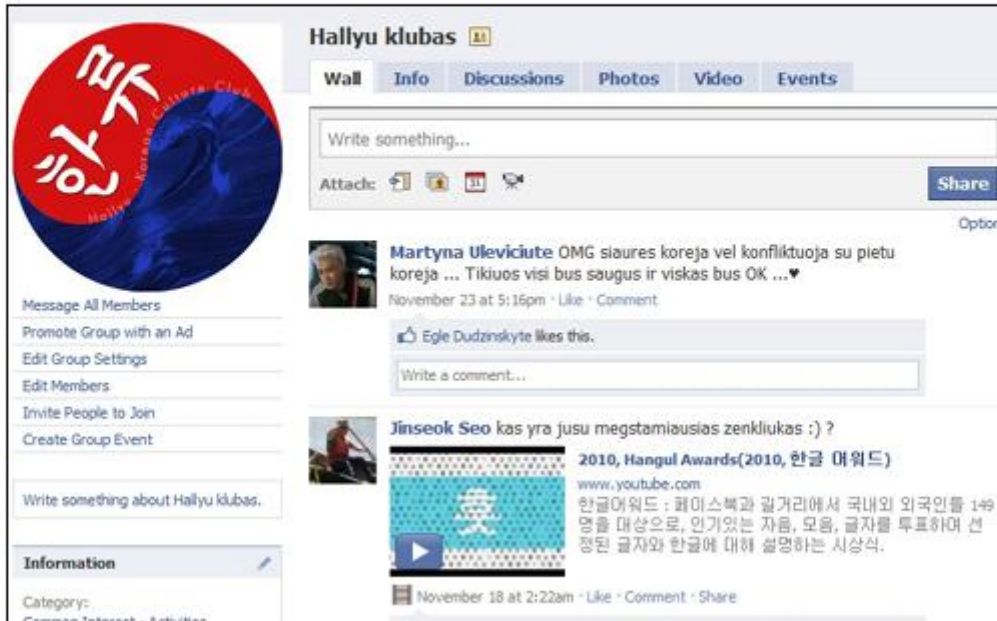 한류
Hallyu Korean Culture Club
Message All Members
Promote Group with an Ad
Edit Group Settings
Edit Members
Invite People to Join
Create Group Event
Write something about Hallyu klubas.
Information
Category:
Common Interest - Activities
Hallyu klubas
Wall Info Discussions Photos Video Events
Write something...
Attach: 31
Share
Option
Martyna Uleviciute OMG siaures koreja vel konfliktuoja su pietu
koreja ... Tikiuos visi bus saugus ir viskas bus OK ...♥
November 23 at 5:16pm · Like · Comment
Egle Dudzinskyte likes this.
Write a comment...
Jinseok Seo kas yra jusu megstamiausias zenkliukas :) ?
2010, Hangul Awards(2010, 한글 어워드)
www.youtube.com
한글어워드 : 페이스북과 길거리에서 국내외 외국인들 149
명을 대상으로, 인기있는 자음, 모음, 글자를 투표하여 선
정된 글자와 한글에 대해 설명하는 시상식.
November 18 at 2:22am · Like · Comment · Share